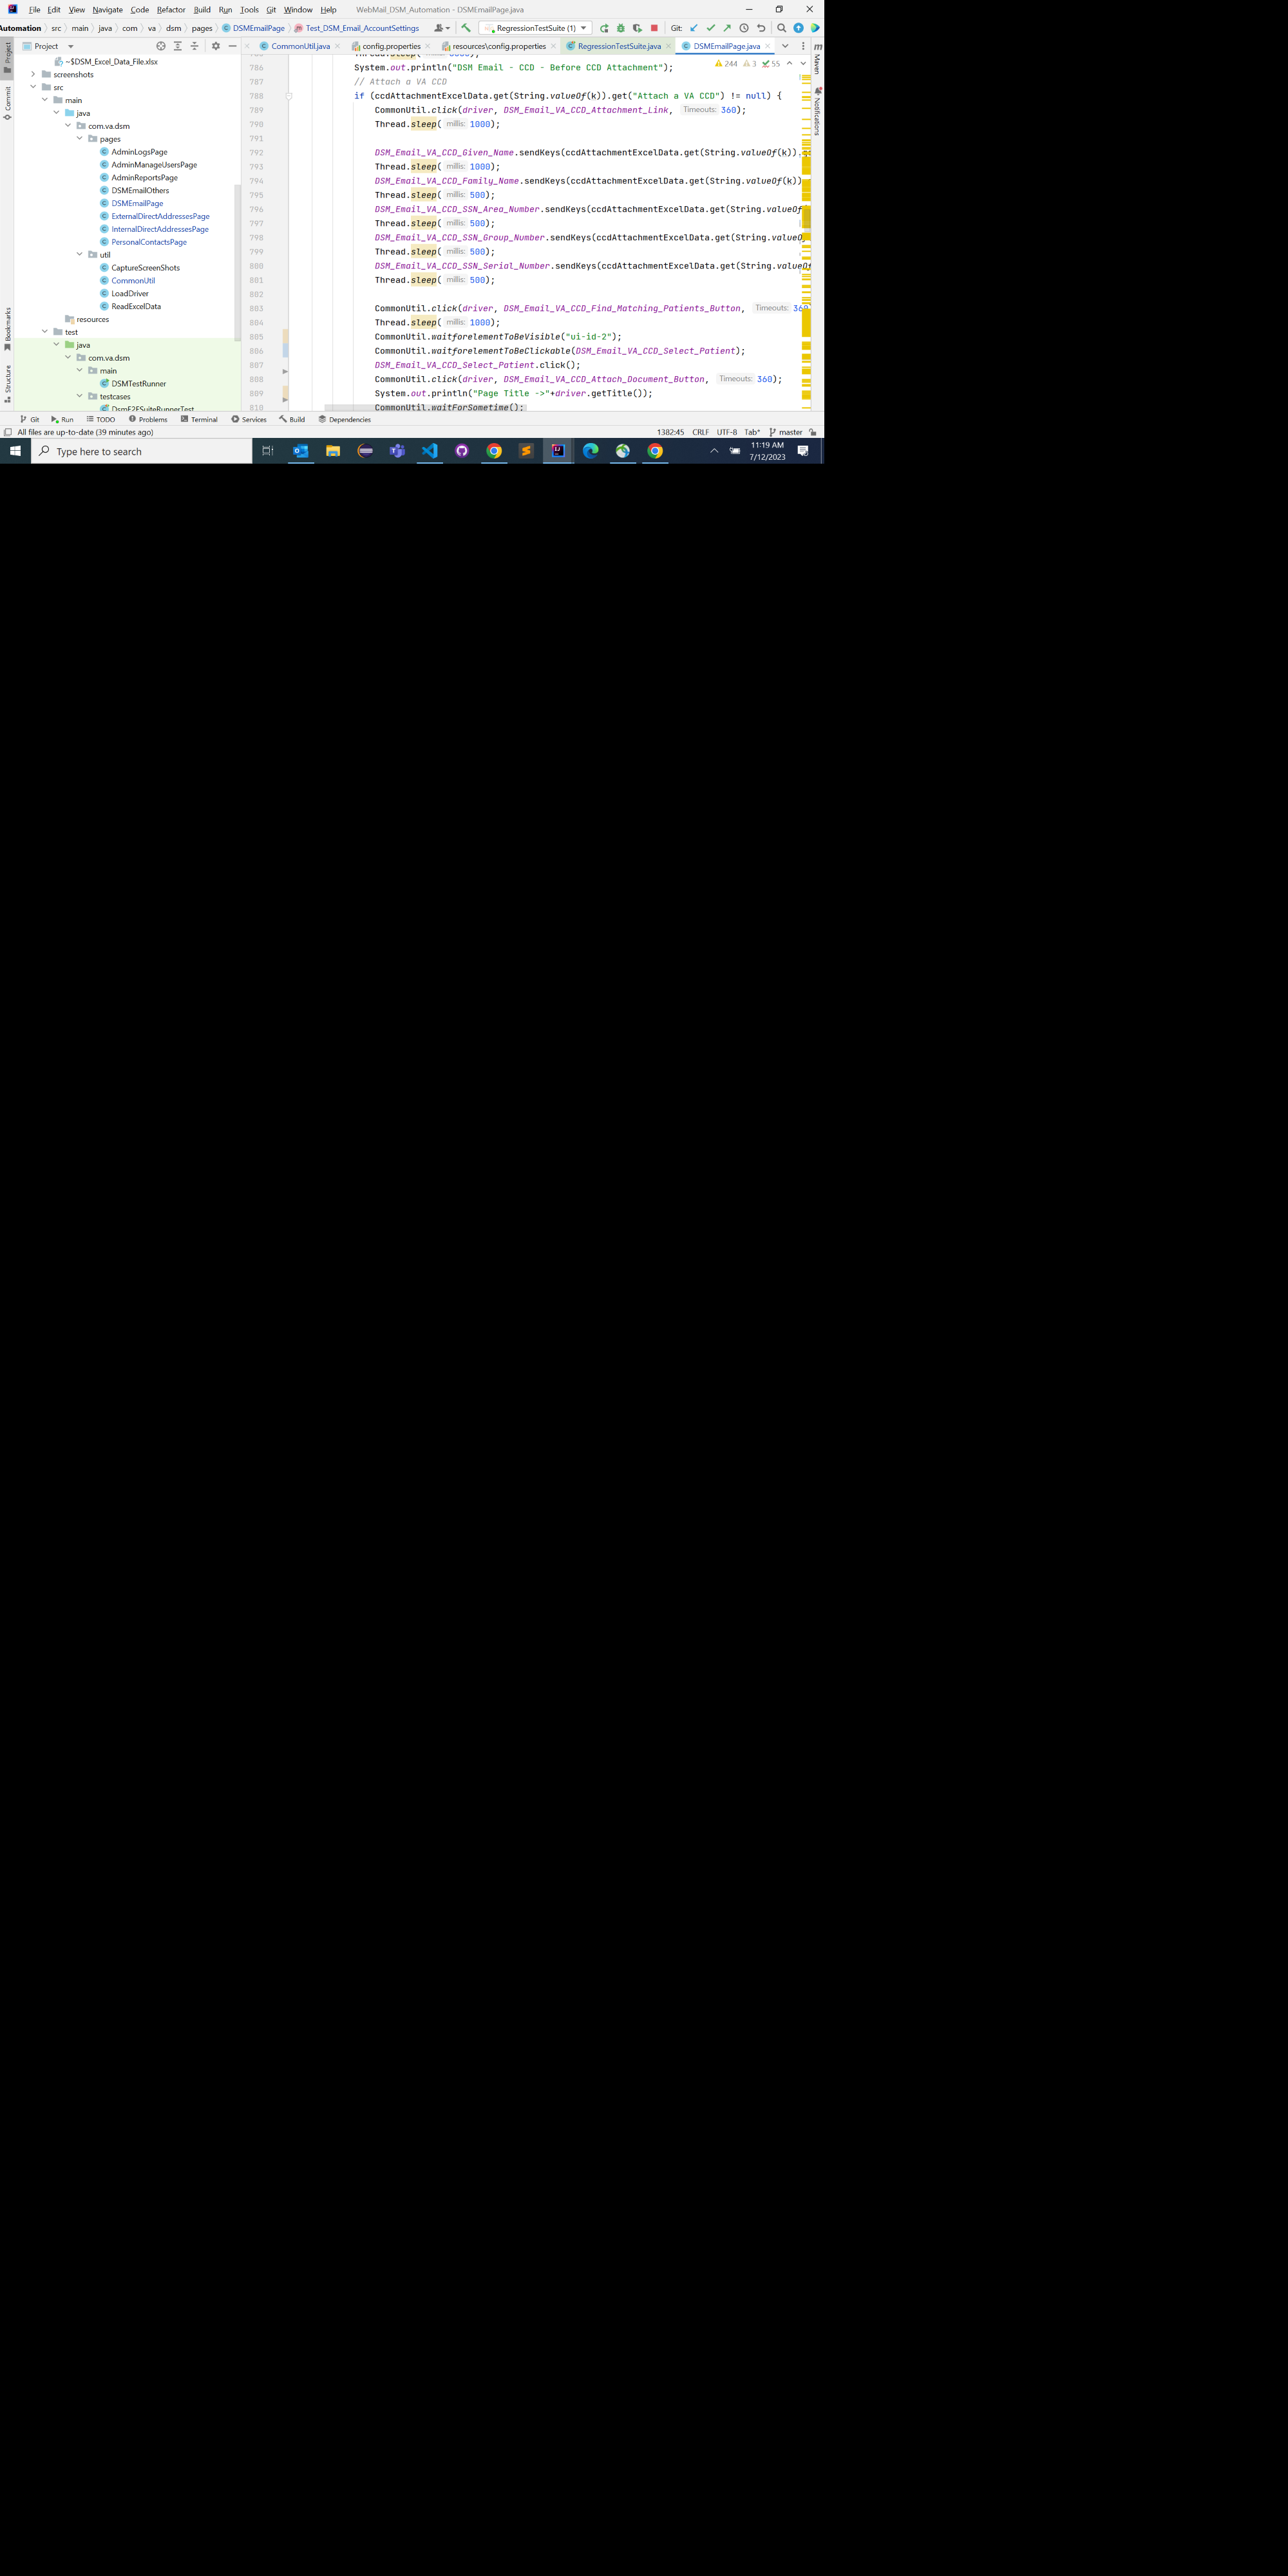 File Edit View Navigate Code Refactor Build Run Tools Git Window Help WebMail_DSM_Automation - DSMEmailPage.java
Automation src main java com va dsm pages DSMEmailPage Test_DSM_Email_AccountSettings RegressionTestSuite (1) Git:
Project CommonUtil.java config.properties resources\config.properties RegressionTestSuite.java DSMEmailPage.java
Project
Commit
Bookmarks
Structure
~$DSM_Excel_Data_File.xlsx
screenshots
src
main
java
com.va.dsm
pages
AdminLogsPage
AdminManageUsersPage
AdminReportsPage
DSMEmailOthers
DSMEmailPage
ExternalDirectAddressesPage
InternalDirectAddressesPage
PersonalContactsPage
util
CaptureScreenShots
CommonUtil
LoadDriver
ReadExcelData
resources
test
java
com.va.dsm
main
DSMTestRunner
testcases
DsmE2ESuiteRunnerTest
244 3 55
786 System.out.println("DSM Email - CCD - Before CCD Attachment");
787 // Attach a VA CCD
788 if (ccdAttachmentExcelData.get(String.valueOf(k)).get("Attach a VA CCD") != null) {
789 CommonUtil.click(driver, DSM_Email_VA_CCD_Attachment_Link, Timeouts: 360);
790 Thread.sleep( millis: 1000);
791
792 DSM_Email_VA_CCD_Given_Name.sendKeys(ccdAttachmentExcelData.get(String.valueOf(k)).
793 Thread.sleep( millis: 1000);
794 DSM_Email_VA_CCD_Family_Name.sendKeys(ccdAttachmentExcelData.get(String.valueOf(k))
795 Thread.sleep( millis: 500);
796 DSM_Email_VA_CCD_SSN_Area_Number.sendKeys(ccdAttachmentExcelData.get(String.valueOf
797 Thread.sleep( millis: 500);
798 DSM_Email_VA_CCD_SSN_Group_Number.sendKeys(ccdAttachmentExcelData.get(String.valueO
799 Thread.sleep( millis: 500);
800 DSM_Email_VA_CCD_SSN_Serial_Number.sendKeys(ccdAttachmentExcelData.get(String.valueOf
801 Thread.sleep( millis: 500);
802
803 CommonUtil.click(driver, DSM_Email_VA_CCD_Find_Matching_Patients_Button, Timeouts: 360
804 Thread.sleep( millis: 1000);
805 CommonUtil.waitforelementToBeVisible("ui-id-2");
806 CommonUtil.waitforelementToBeClickable(DSM_Email_VA_CCD_Select_Patient);
807 DSM_Email_VA_CCD_Select_Patient.click();
808 CommonUtil.click(driver, DSM_Email_VA_CCD_Attach_Document_Button, Timeouts: 360);
809 System.out.println("Page Title ->"+driver.getTitle());
810 CommonUtil.waitForSometime();
Maven
Notifications
Git Run TODO Problems Terminal Services Build Dependencies
All files are up-to-date (39 minutes ago) 1382:45 CRLF UTF-8 Tab* master
Type here to search
11:19 AM
7/12/2023